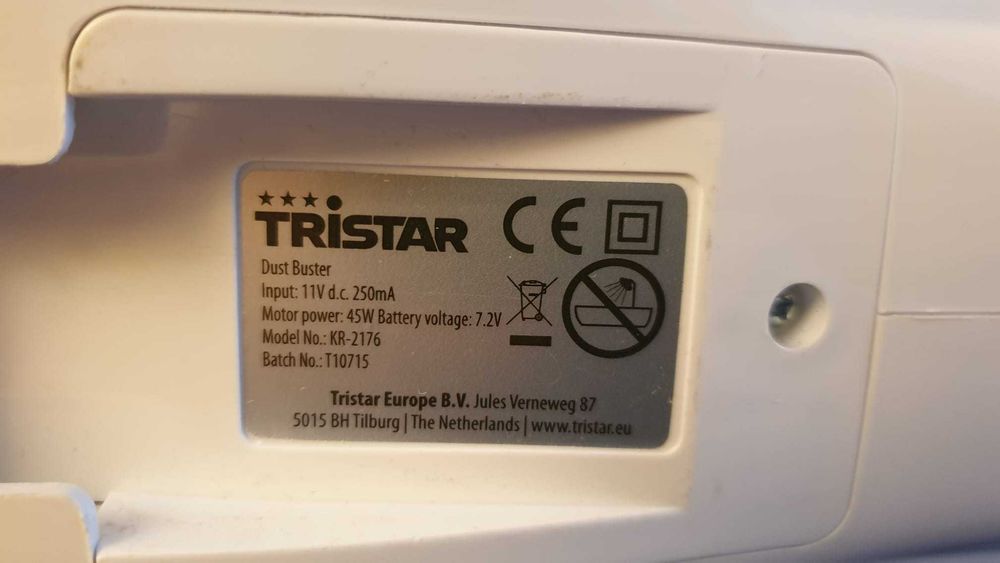 TRISTAR
CE
Dust Buster
Input: 11V d.c. 250mA
Motor power: 45W Battery voltage: 7.2V
Model No.: KR-2176
Batch No.: T10715
Tristar Europe B.V. Jules Verneweg 87
5015 BH Tilburg | The Netherlands | www.tristar.eu